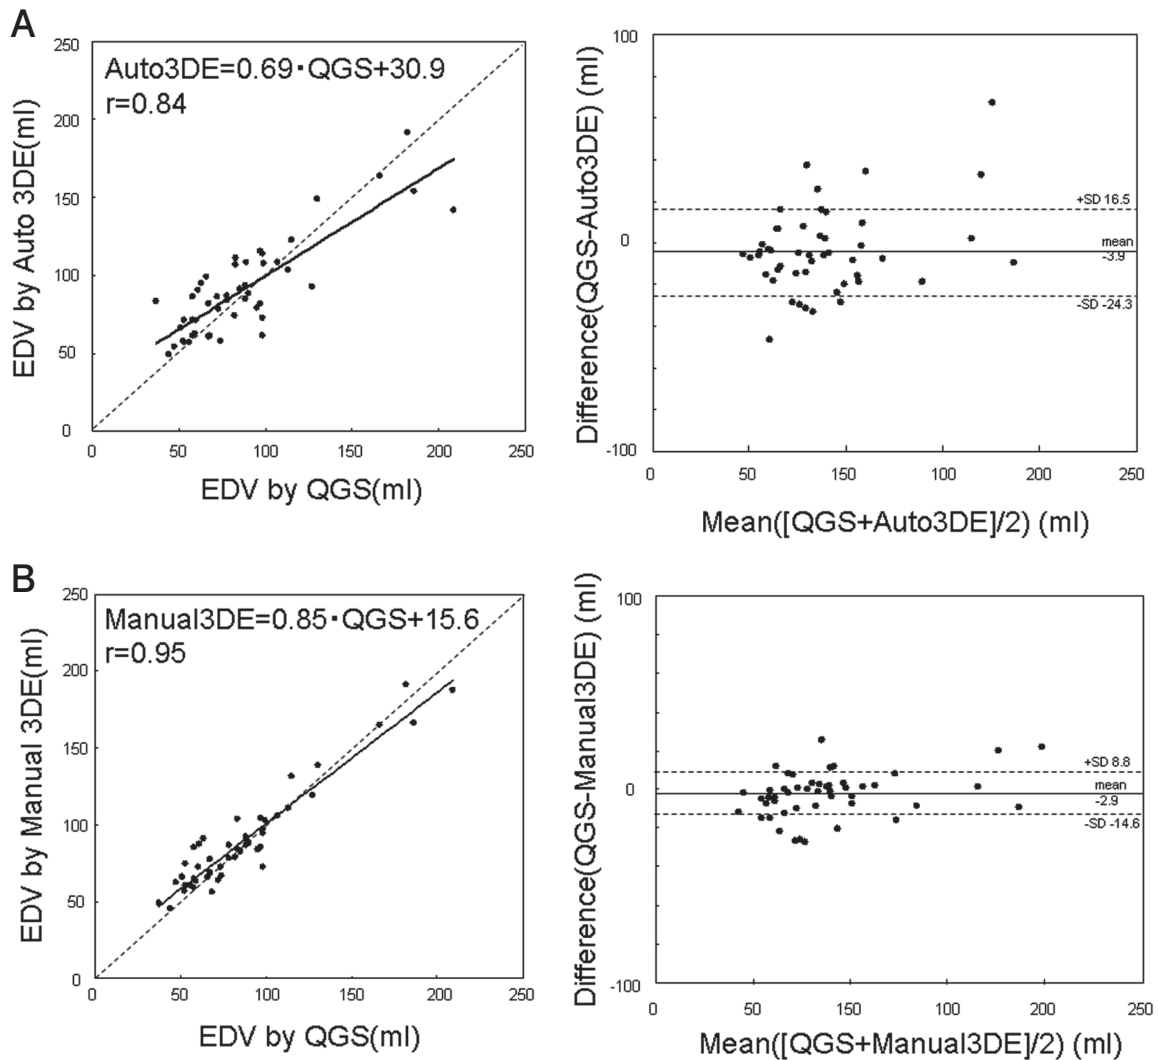 A
Auto3DE=0.69·QGS+30.9
r=0.84
EDV by Auto 3DE(ml)
250
200
150
100
50
0
0 50 100 150 200 250
EDV by QGS(ml)
Difference(QGS-Auto3DE) (ml)
100
0
-100
+SD 16.5
mean
-3.9
-SD -24.3
0 50 150 100 200 250
Mean([QGS+Auto3DE]/2) (ml)
B
Manual3DE=0.85·QGS+15.6
r=0.95
EDV by Manual 3DE(ml)
250
200
150
100
50
0
0 50 100 150 200 250
EDV by QGS(ml)
Difference(QGS-Manual3DE) (ml)
100
0
-100
+SD 8.8
mean
-2.9
-SD -14.6
0 50 150 100 200 250
Mean([QGS+Manual3DE]/2) (ml)